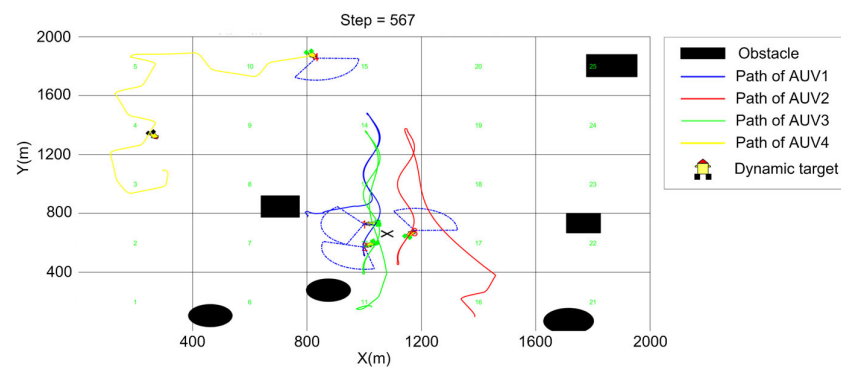 Step = 567
2000
1600
1200
800
400
Y(m)
5 10 15 20 25
4 9 14 19 24
3 8 13 18 23
2 7 17 22
1 6 11 16 21
400 800 1200 1600 2000
X(m)
Obstacle
Path of AUV1
Path of AUV2
Path of AUV3
Path of AUV4
Dynamic target